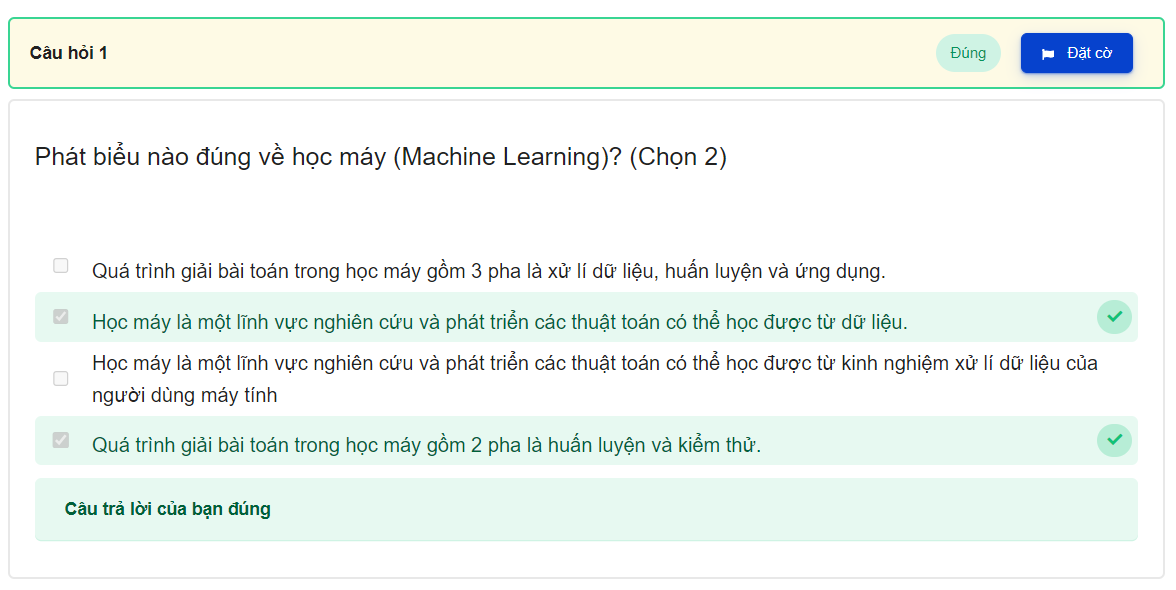 Câu hỏi 1
Đúng
Đặt cờ
Phát biểu nào đúng về học máy (Machine Learning)? (Chọn 2)
Quá trình giải bài toán trong học máy gồm 3 pha là xử lí dữ liệu, huấn luyện và ứng dụng.
Học máy là một lĩnh vực nghiên cứu và phát triển các thuật toán có thể học được từ dữ liệu.
Học máy là một lĩnh vực nghiên cứu và phát triển các thuật toán có thể học được từ kinh nghiệm xử lí dữ liệu của
người dùng máy tính
Quá trình giải bài toán trong học máy gồm 2 pha là huấn luyện và kiểm thử.
Câu trả lời của bạn đúng